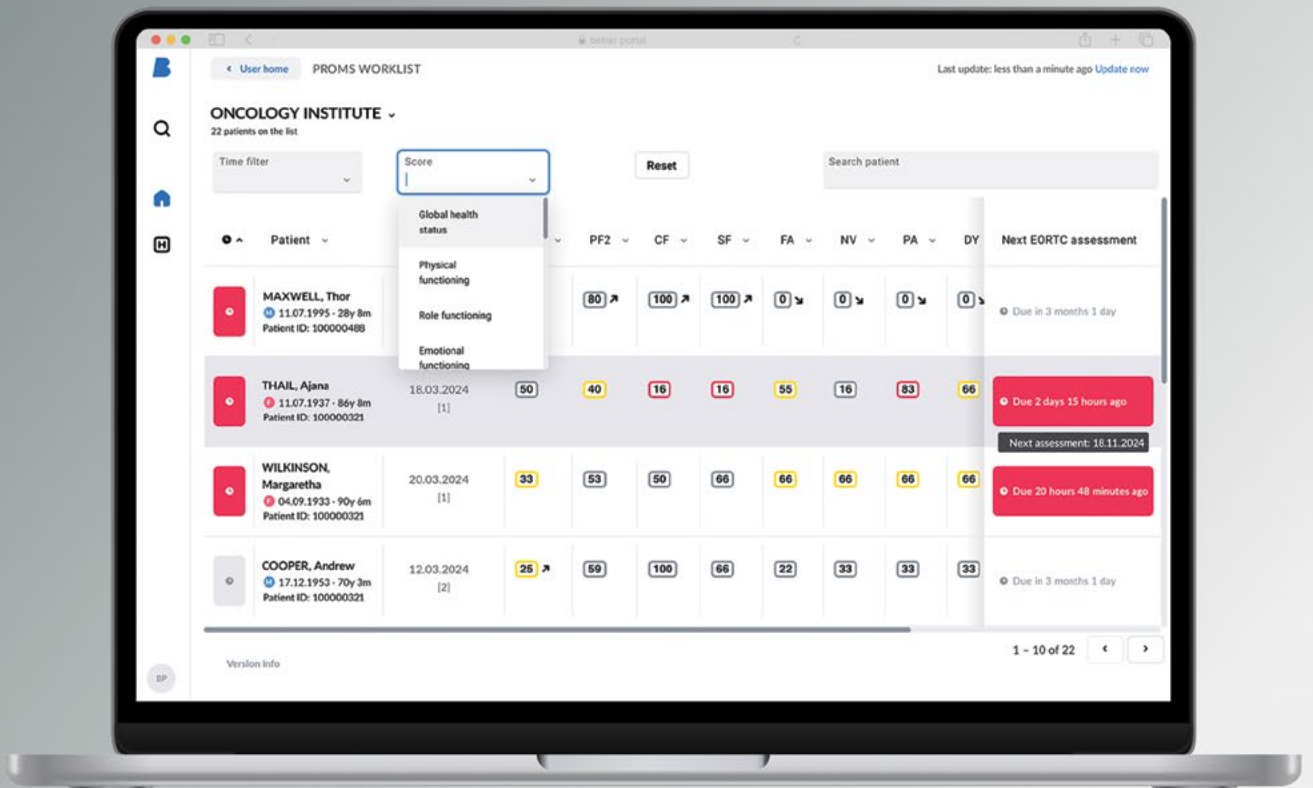 better portal
User home PROMS WORKLIST
Last update: less than a minute ago Update now
ONCOLOGY INSTITUTE
22 patients on the list
Time filter
Score
Reset
Search patient
Global health
status
Physical
functioning
Role functioning
Emotional
functioning
Patient
PF2 CF SF FA NV PA DY Next EORTC assessment
MAXWELL, Thor
M 11.07.1995 - 28y 8m
Patient ID: 100000488
80 100 100 0 0 0 0
Due in 3 months 1 day
THAIL, Ajana
F 11.07.1937 - 86y 8m
Patient ID: 100000321
18.03.2024
[1]
50 40 16 16 55 16 83 66
Due 2 days 15 hours ago
Next assessment: 18.11.2024
WILKINSON,
Margaretha
F 04.09.1933 - 90y 6m
Patient ID: 100000321
20.03.2024
[1]
33 53 50 66 66 66 66 66
Due 20 hours 48 minutes ago
COOPER, Andrew
M 17.12.1953 - 70y 3m
Patient ID: 100000321
12.03.2024
[2]
25 59 100 66 22 33 33 33
Due in 3 months 1 day
1 – 10 of 22
Version info
BP